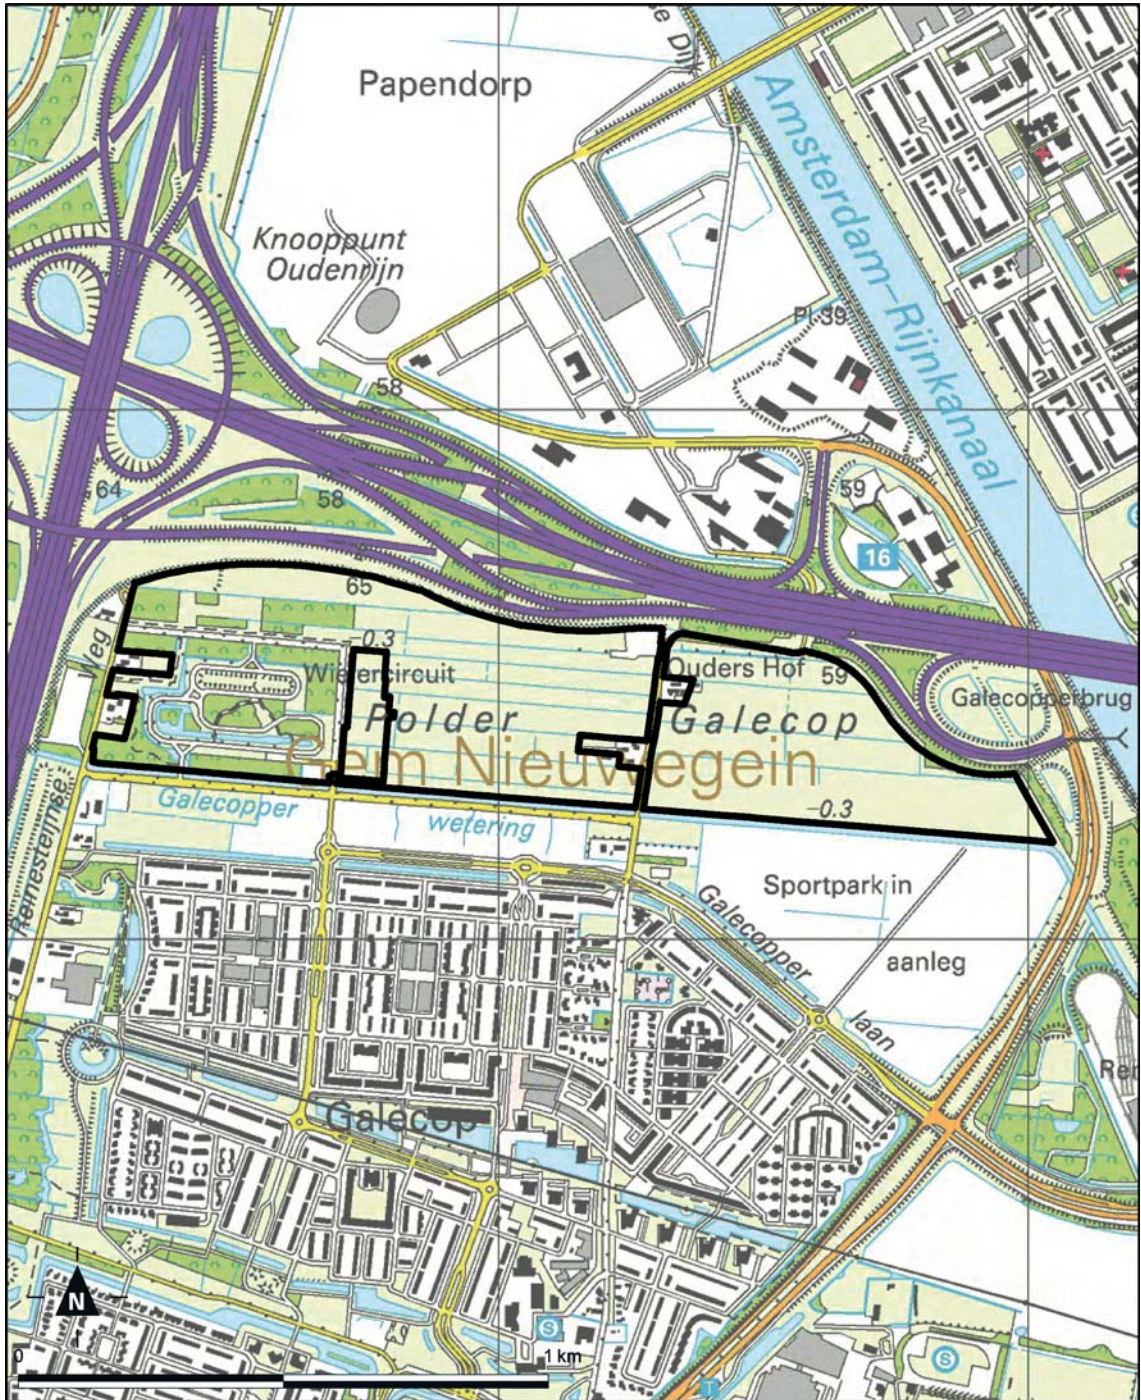 Papendorp
Amsterdam-Rijnkanaal
Knooppunt
Oudenrijn
Pl 39
58
64
58
59
16
65
Weg
-0.3
Wielercircuit
Ouders Hof
59
Galecopperbrug
Polder
Galecop
Gem Nieuwegein
-0.3
Galecopper
wetering
Sportpark in
aanleg
Galecopper
laan
Galecop
N
S
S
T
0
1 km